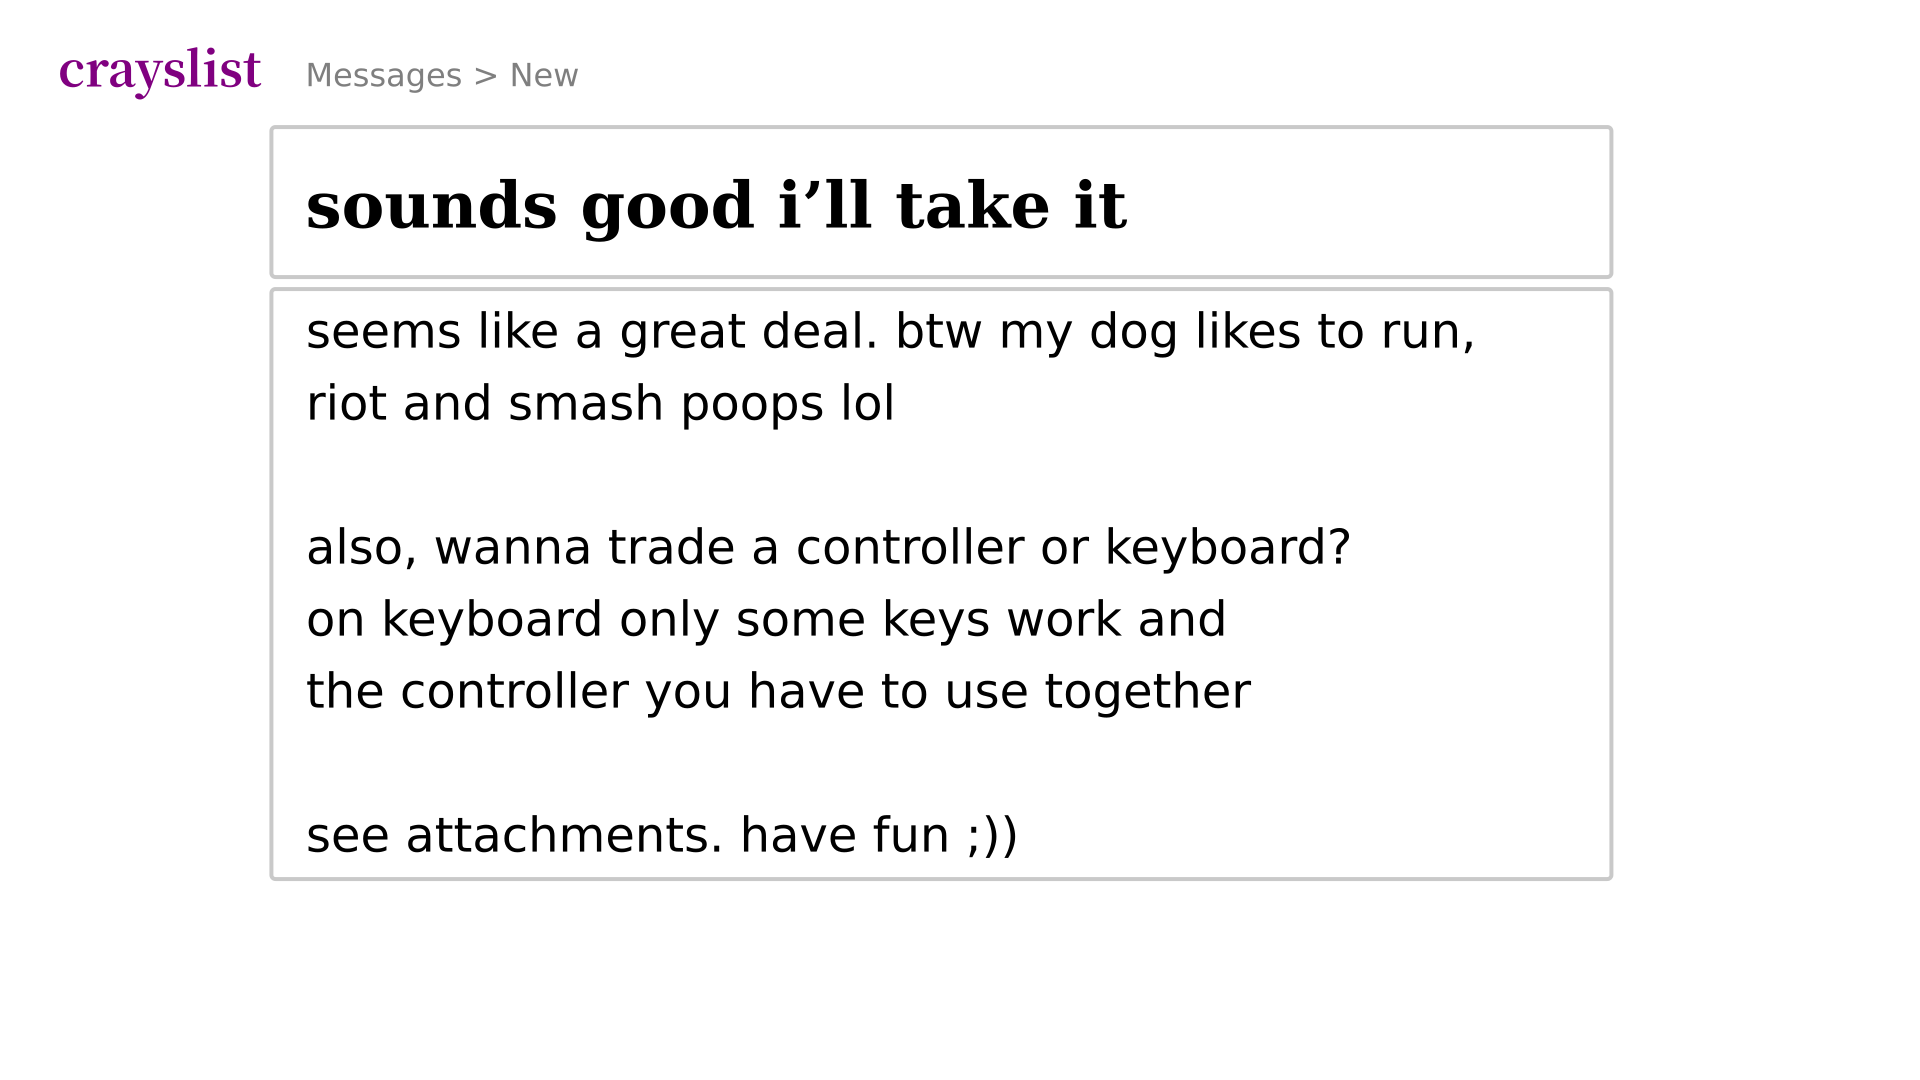 crayslist
Messages > New
sounds good i’ll take it
seems like a great deal. btw my dog likes to run,
riot and smash poops lol
also, wanna trade a controller or keyboard?
on keyboard only some keys work and
the controller you have to use together
see attachments. have fun ;))